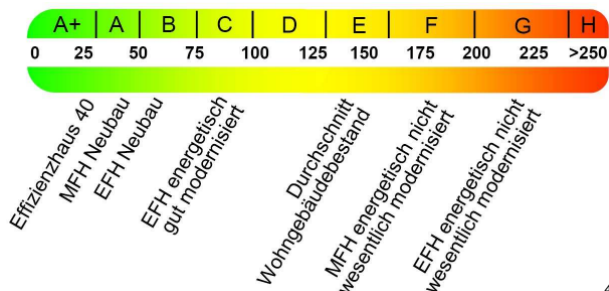 A+ A B C D E F G H
0 25 50 75 100 125 150 175 200 225 >250
Effizienzhaus 40
MFH Neubau
EFH Neubau
EFH energetisch
gut modernisiert
Durchschnitt
Wohngebäudebestand
MFH energetisch nicht
wesentlich modernisiert
EFH energetisch nicht
wesentlich modernisiert